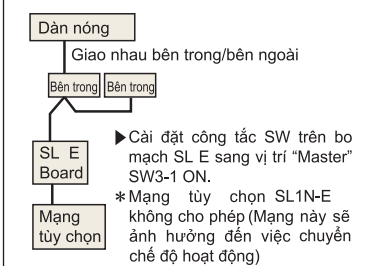 Dàn nóng
Giao nhau bên trong/bên ngoài
Bên trong
Bên trong
SL E
Board
▶Cài đặt công tắc SW trên bo
mạch SL E sang vị trí “Master”
SW3-1 ON.
Mạng
tùy chọn
*Mạng tùy chọn SL1N-E
không cho phép (Mạng này sẽ
ảnh hưởng đến việc chuyển
chế độ hoạt động)